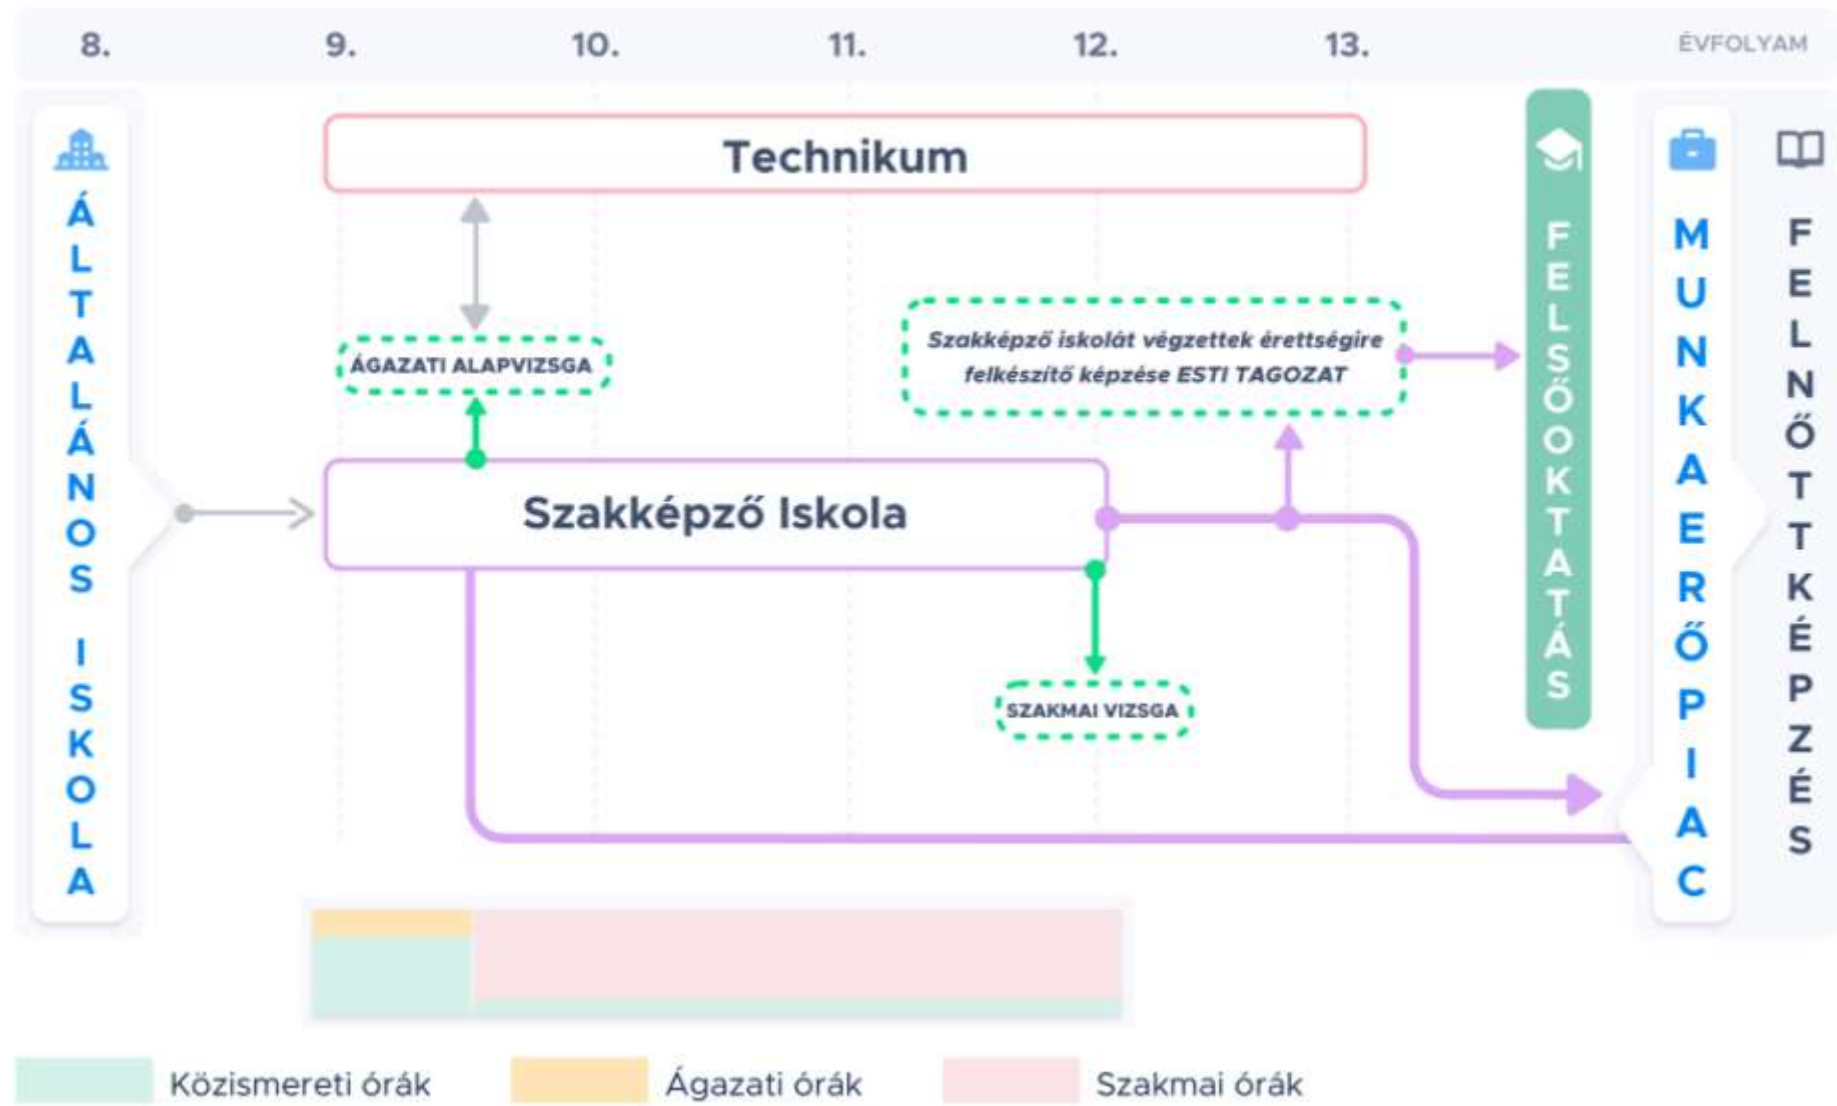 8. 9. 10. 11. 12. 13. ÉVFOLYAM
ÁLTALÁNOS ISKOLA
Technikum
ÁGAZATI ALAPVIZSGA
Szakképző iskolát végzettek érettségire
felkészítő képzése ESTI TAGOZAT
Szakképző Iskola
SZAKMAI VIZSGA
FELSŐOKTATÁS
MUNKAERŐPIAC
FELNŐTTKÉPZÉS
Közismereti órák
Ágazati órák
Szakmai órák